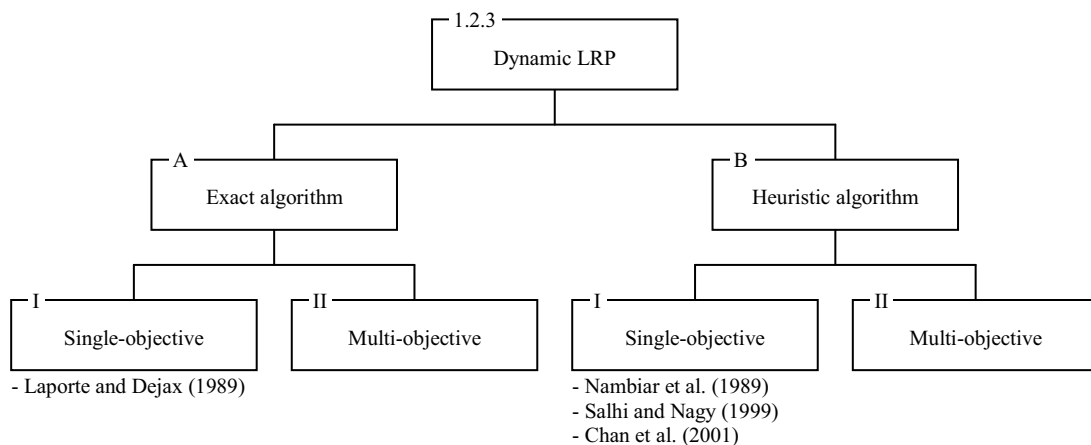 1.2.3
Dynamic LRP
A
Exact algorithm
B
Heuristic algorithm
I
Single-objective
II
Multi-objective
I
Single-objective
II
Multi-objective
- Laporte and Dejax (1989)
- Nambiar et al. (1989)
- Salhi and Nagy (1999)
- Chan et al. (2001)